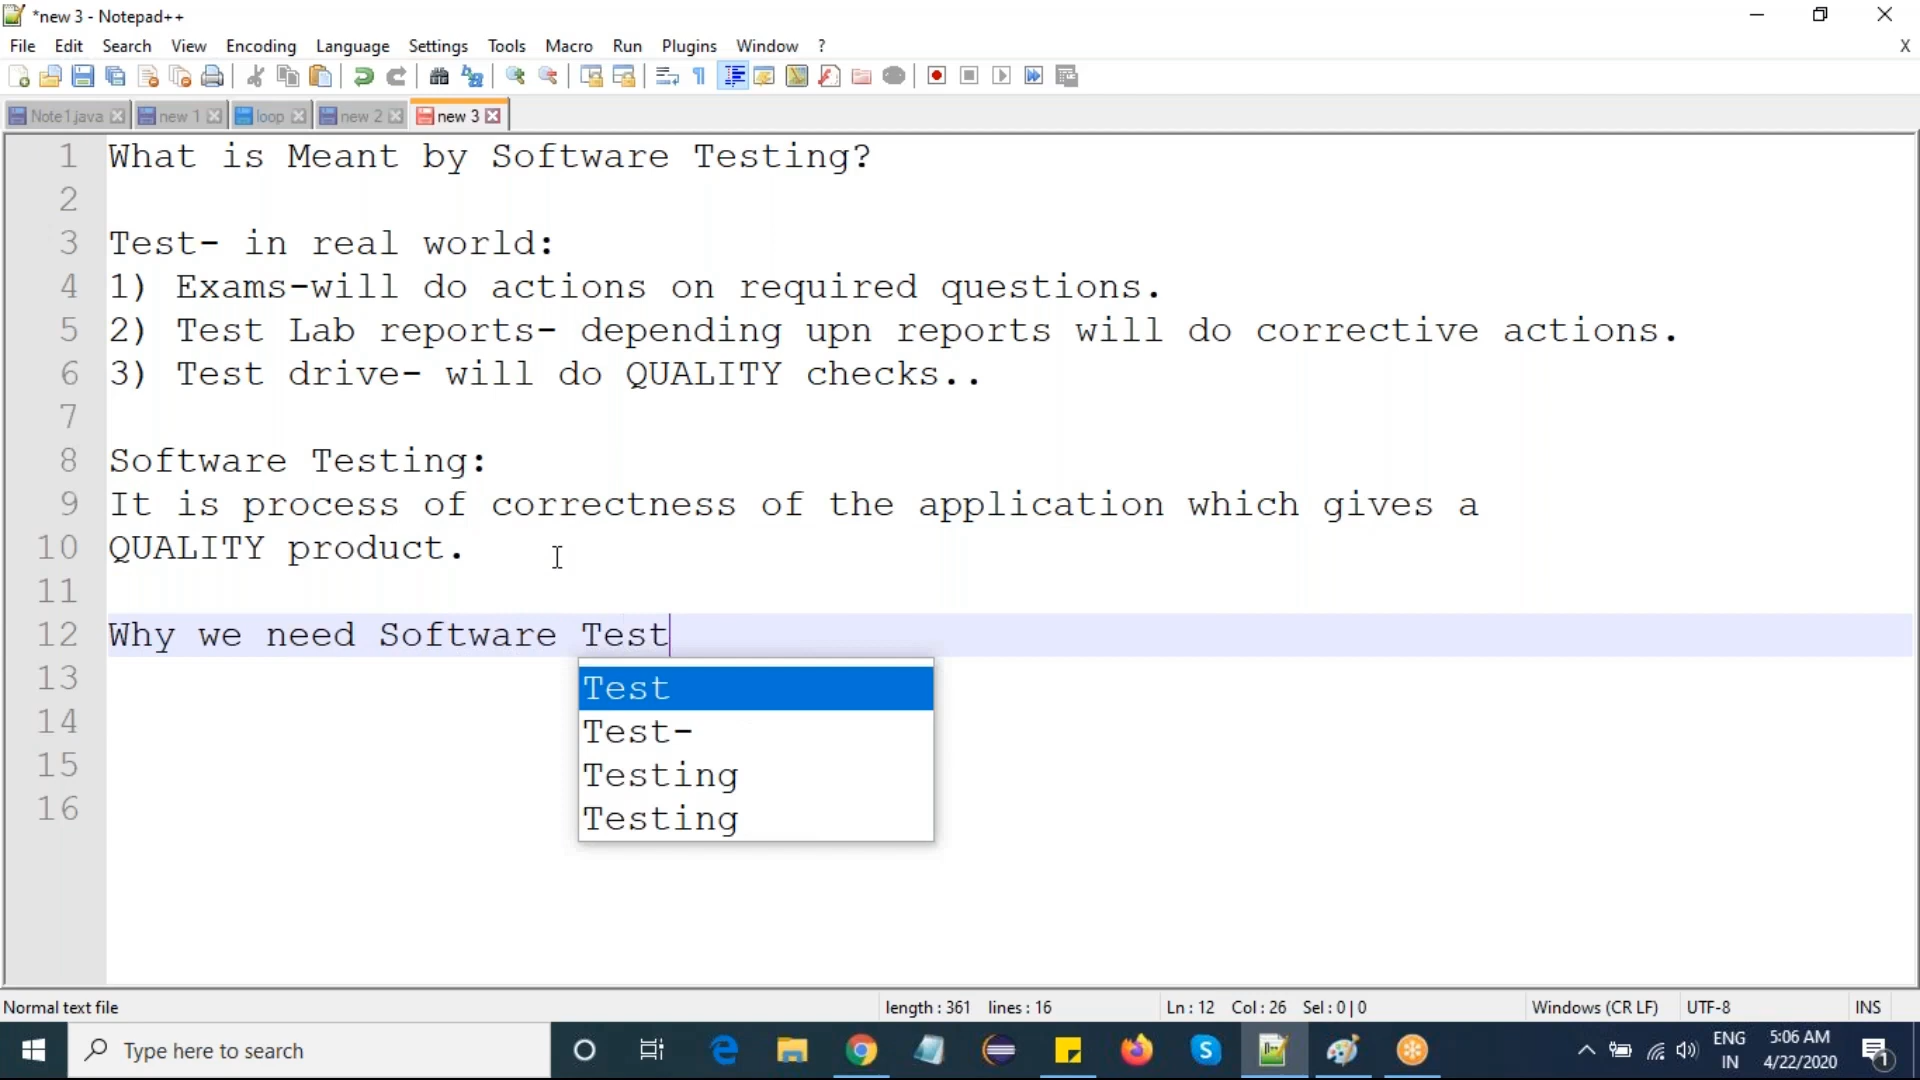 *new 3 - Notepad++
File Edit Search View Encoding Language Settings Tools Macro Run Plugins Window ? X
Note1.java new 1 loop new 2 new 3
1 What is Meant by Software Testing?
2
3 Test- in real world:
4 1) Exams-will do actions on required questions.
5 2) Test Lab reports- depending upn reports will do corrective actions.
6 3) Test drive- will do QUALITY checks..
7
8 Software Testing:
9 It is process of correctness of the application which gives a
10 QUALITY product.
11
12 Why we need Software Test
13
Test
14
Test-
15
Testing
16
Testing
Normal text file length : 361 lines : 16 Ln : 12 Col : 26 Sel : 0 | 0 Windows (CR LF) UTF-8 INS
Type here to search
ENG
IN
5:06 AM
4/22/2020
1